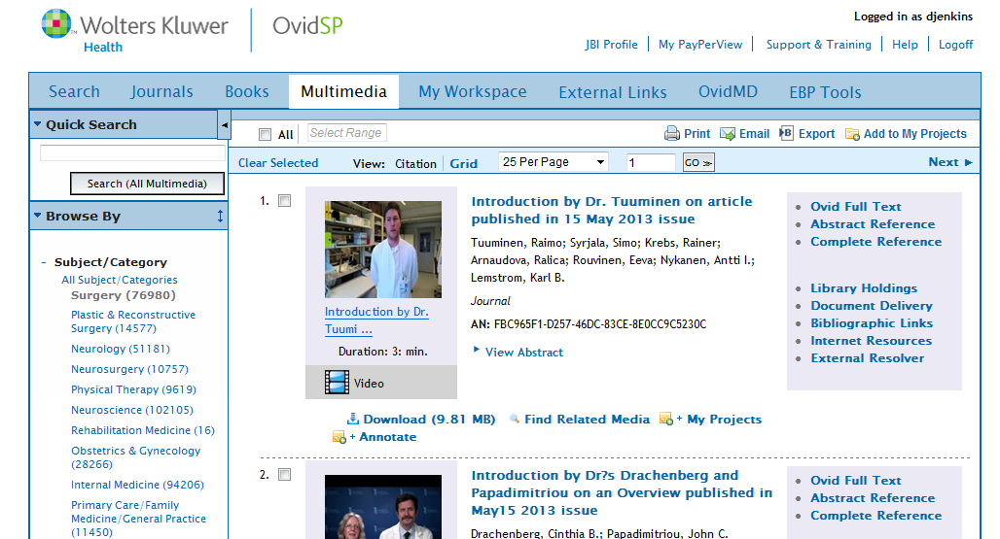 Wolters Kluwer
Health
OvidSP
Logged in as djenkins
JBI Profile
My PayPerView
Support & Training
Help
Logoff
Search
Journals
Books
Multimedia
My Workspace
External Links
OvidMD
EBP Tools
Quick Search
Search (All Multimedia)
Browse By
- Subject/Category
All Subject/Categories
Surgery (76980)
Plastic & Reconstructive
Surgery (14577)
Neurology (51181)
Neurosurgery (10757)
Physical Therapy (9619)
Neuroscience (102105)
Rehabilitation Medicine (16)
Obstetrics & Gynecology
(28266)
Internal Medicine (94206)
Primary Care/Family
Medicine/General Practice
(11450)
All
Select Range
Print
Email
Export
Add to My Projects
Clear Selected
View: Citation
Grid
25 Per Page
1
GO ≫
Next ►
1.
Introduction by Dr.
Tuumi ...
Duration: 3: min.
Video
Introduction by Dr. Tuuminen on article
published in 15 May 2013 issue
Tuuminen, Raimo; Syrjala, Simo; Krebs, Rainer;
Arnaudova, Ralica; Rouvinen, Eeva; Nykanen, Antti I.;
Lemstrom, Karl B.
Journal
AN: FBC965F1-D257-46DC-83CE-8E0CC9C5230C
View Abstract
• Ovid Full Text
• Abstract Reference
• Complete Reference
• Library Holdings
• Document Delivery
• Bibliographic Links
• Internet Resources
• External Resolver
Download (9.81 MB)
Find Related Media
+ My Projects
+ Annotate
2.
Introduction by Dr?s Drachenberg and
Papadimitriou on an Overview published in
May15 2013 issue
Drachenberg, Cinthia B.; Papadimitriou, John C.
• Ovid Full Text
• Abstract Reference
• Complete Reference